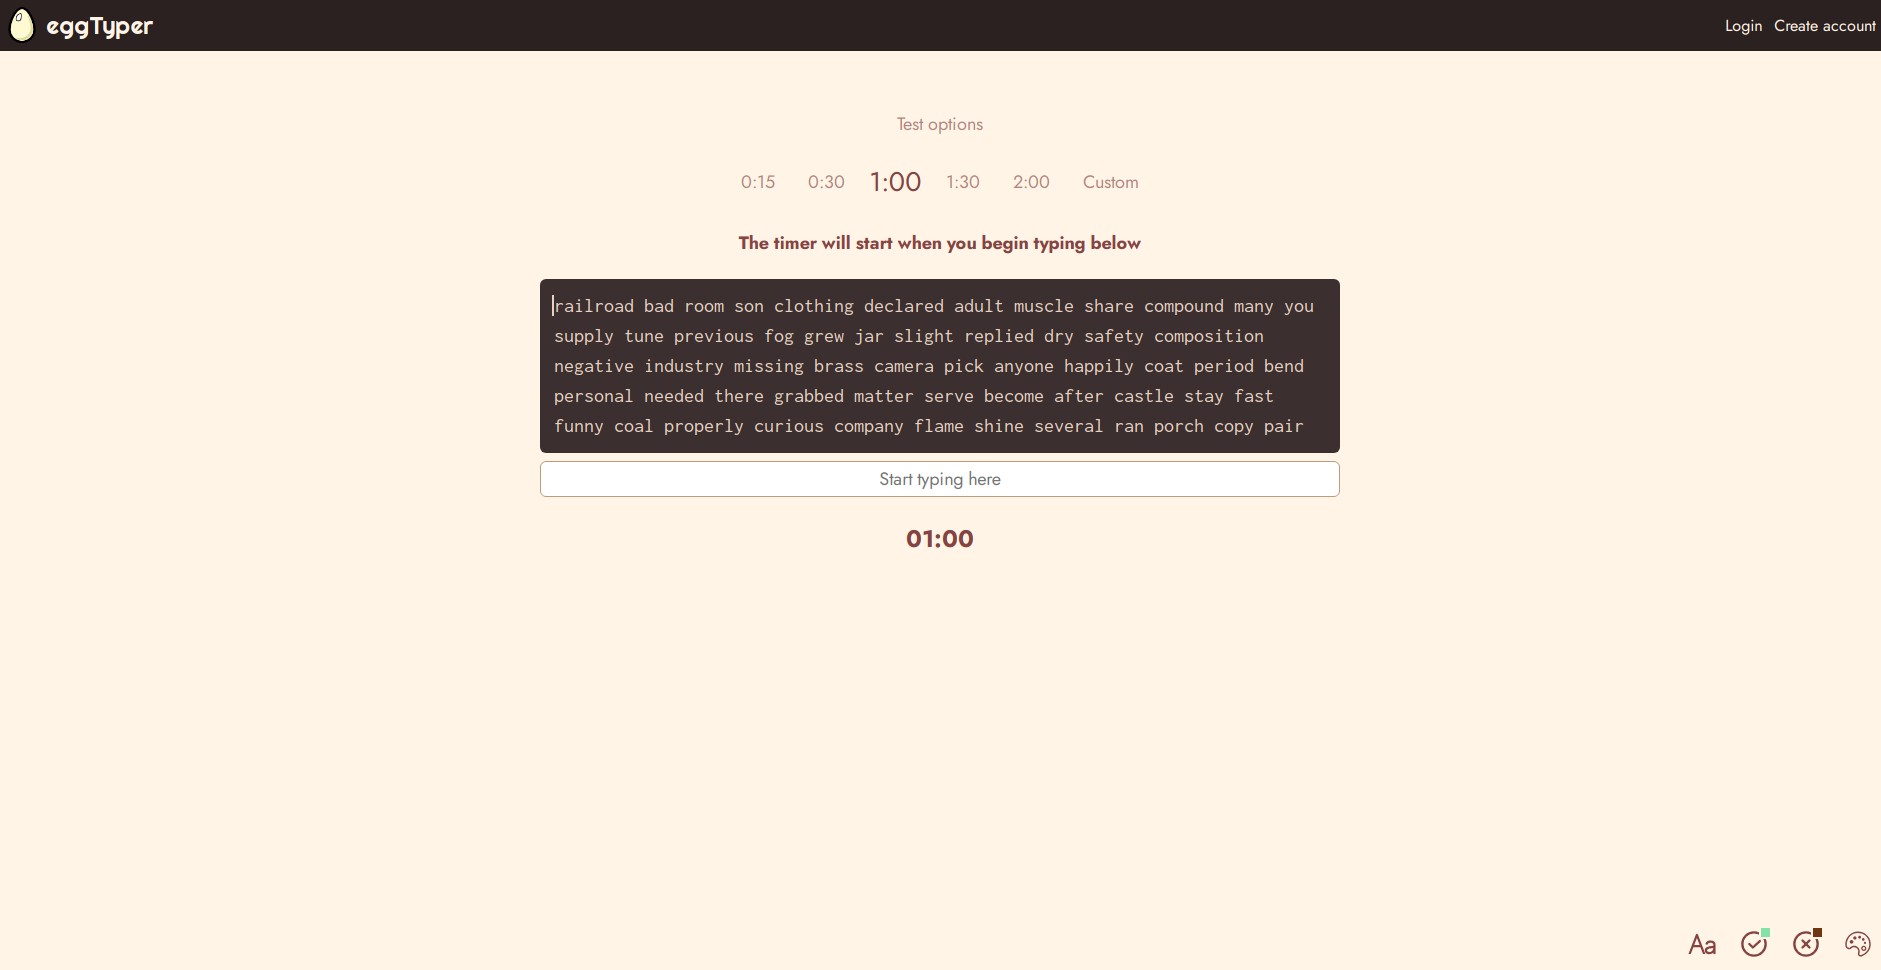 eggTyper
Login Create account
Test options
0:15 0:30 1:00 1:30 2:00 Custom
The timer will start when you begin typing below
railroad bad room son clothing declared adult muscle share compound many you
supply tune previous fog grew jar slight replied dry safety composition
negative industry missing brass camera pick anyone happily coat period bend
personal needed there grabbed matter serve become after castle stay fast
funny coal properly curious company flame shine several ran porch copy pair
Start typing here
01:00
Aa